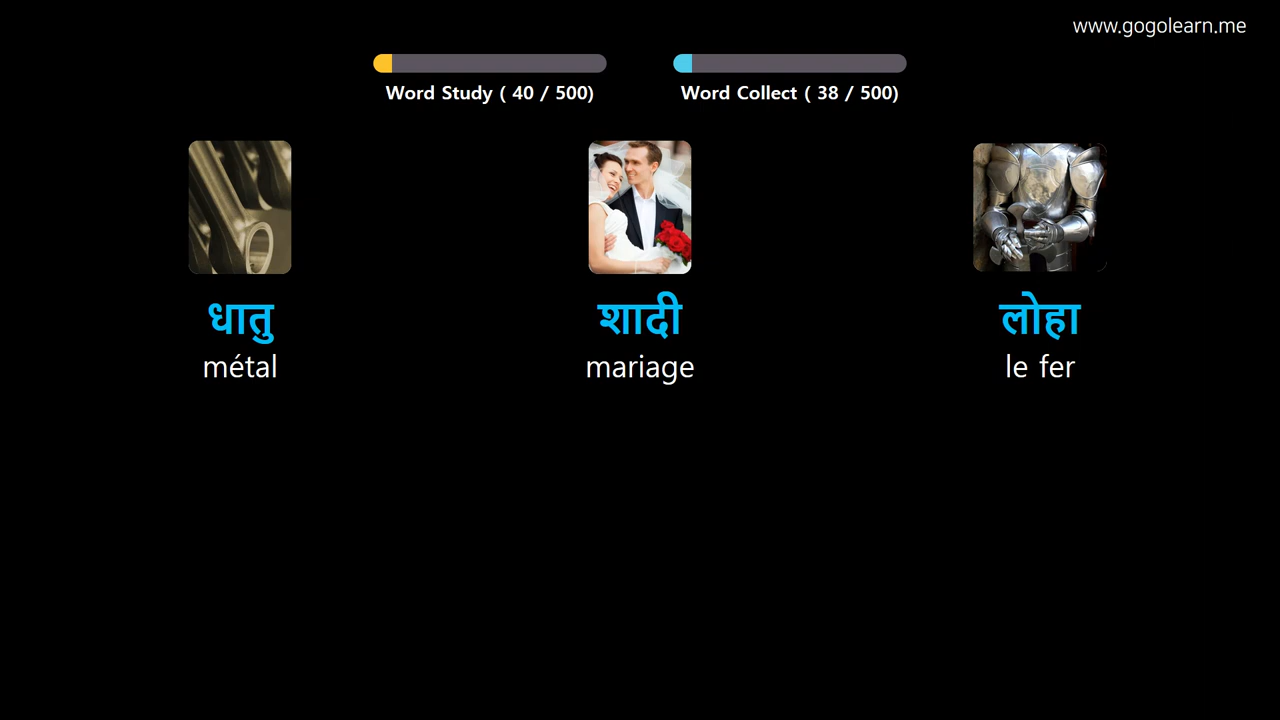 www.gogolearn.me
Word Study ( 40 / 500)
Word Collect ( 38 / 500)
धातु
métal
शादी
mariage
लोहा
le fer